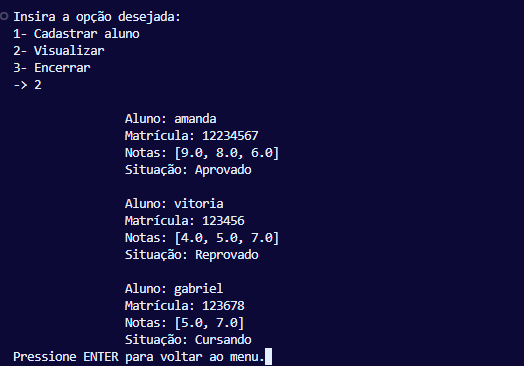 Insira a opção desejada:
1- Cadastrar aluno
2- Visualizar
3- Encerrar
-> 2
Aluno: amanda
Matrícula: 12234567
Notas: [9.0, 8.0, 6.0]
Situação: Aprovado
Aluno: vitoria
Matrícula: 123456
Notas: [4.0, 5.0, 7.0]
Situação: Reprovado
Aluno: gabriel
Matrícula: 123678
Notas: [5.0, 7.0]
Situação: Cursando
Pressione ENTER para voltar ao menu.